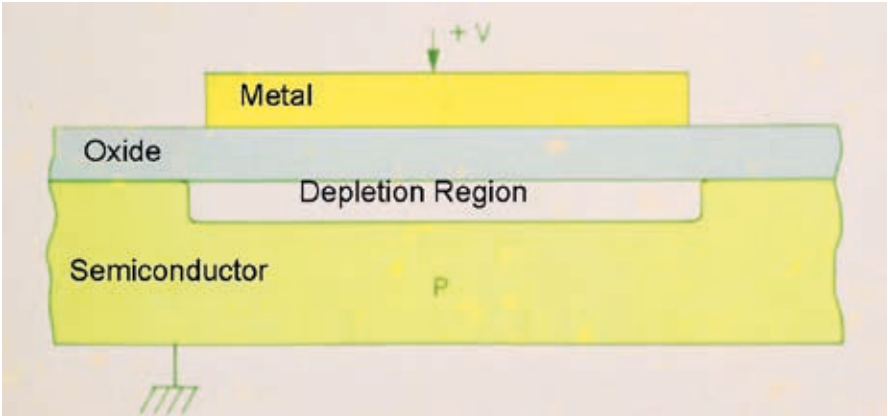 + V
Metal
Oxide
Depletion Region
Semiconductor
P